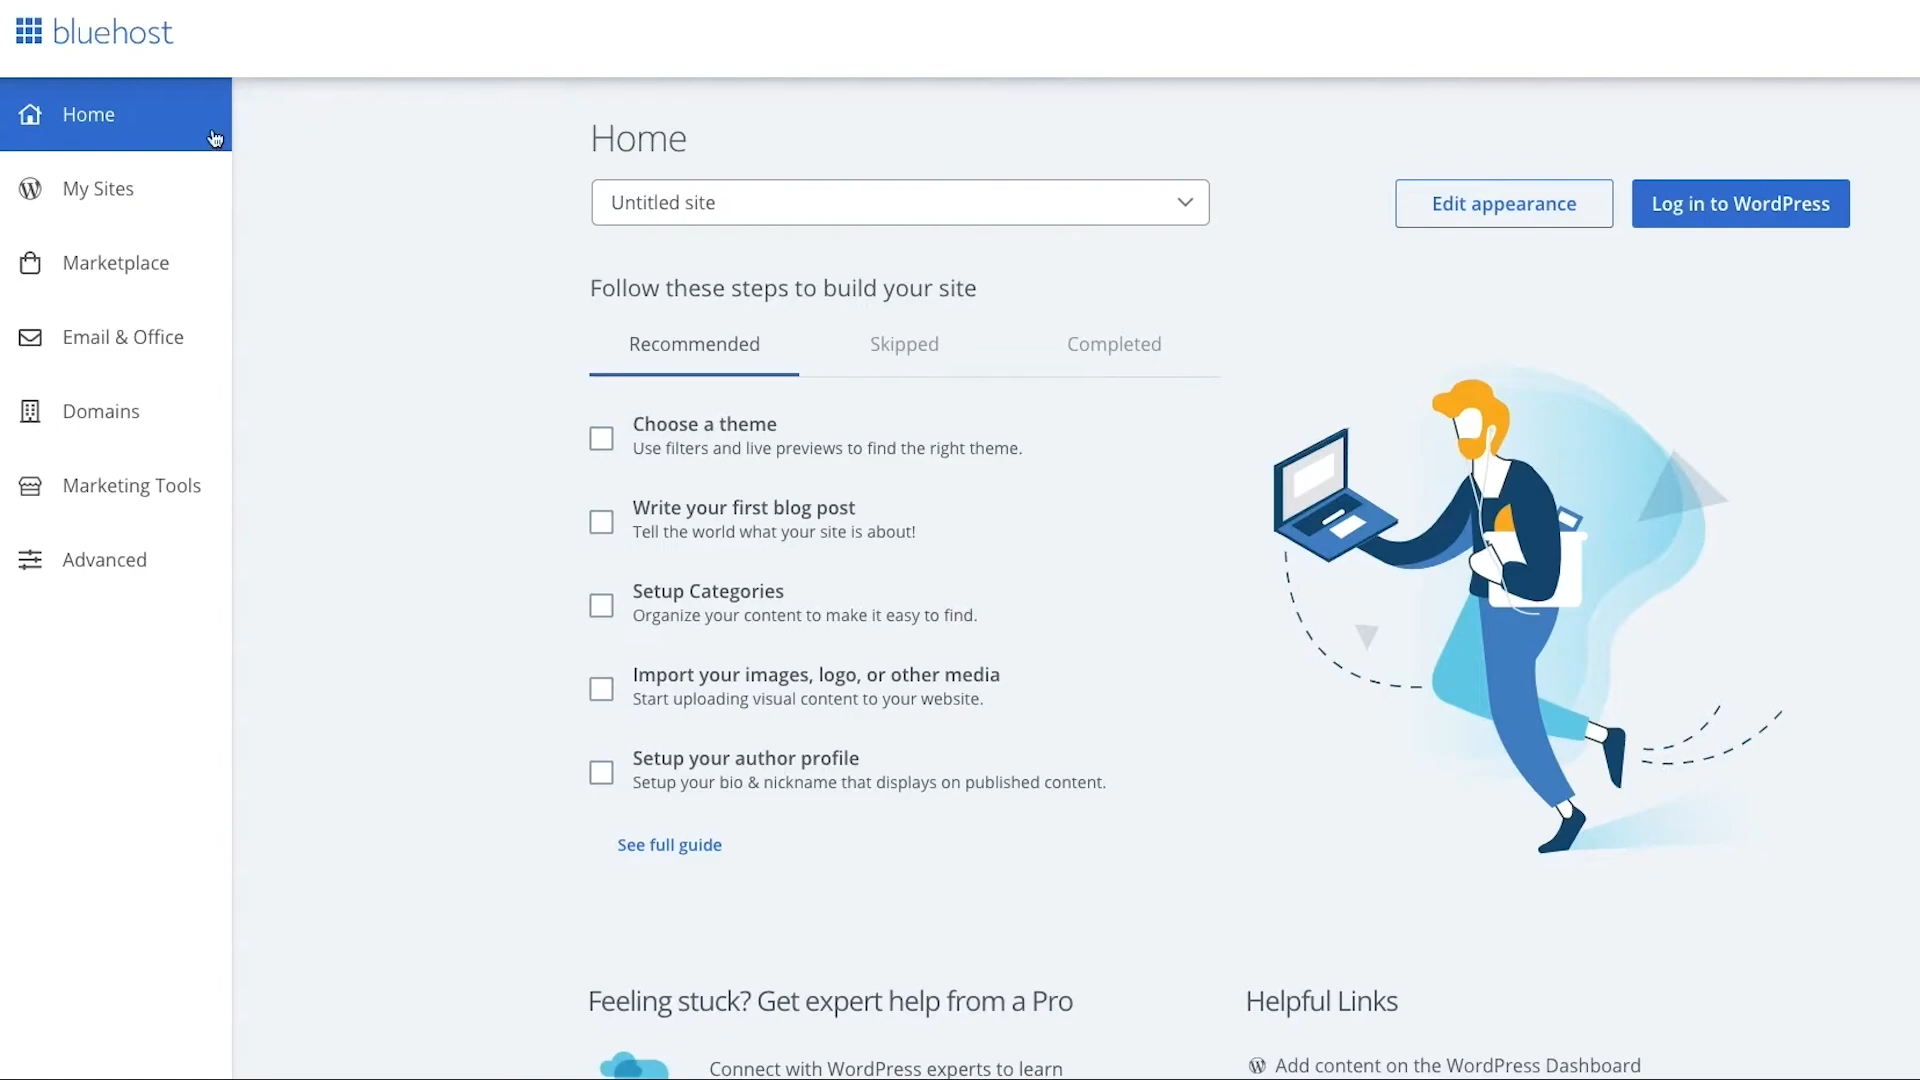 bluehost
Home
My Sites
Marketplace
Email & Office
Domains
Marketing Tools
Advanced
Home
Untitled site
Edit appearance
Log in to WordPress
Follow these steps to build your site
Recommended
Skipped
Completed
Choose a theme
Use filters and live previews to find the right theme.
Write your first blog post
Tell the world what your site is about!
Setup Categories
Organize your content to make it easy to find.
Import your images, logo, or other media
Start uploading visual content to your website.
Setup your author profile
Setup your bio & nickname that displays on published content.
See full guide
Feeling stuck? Get expert help from a Pro
Connect with WordPress experts to learn
Helpful Links
Add content on the WordPress Dashboard